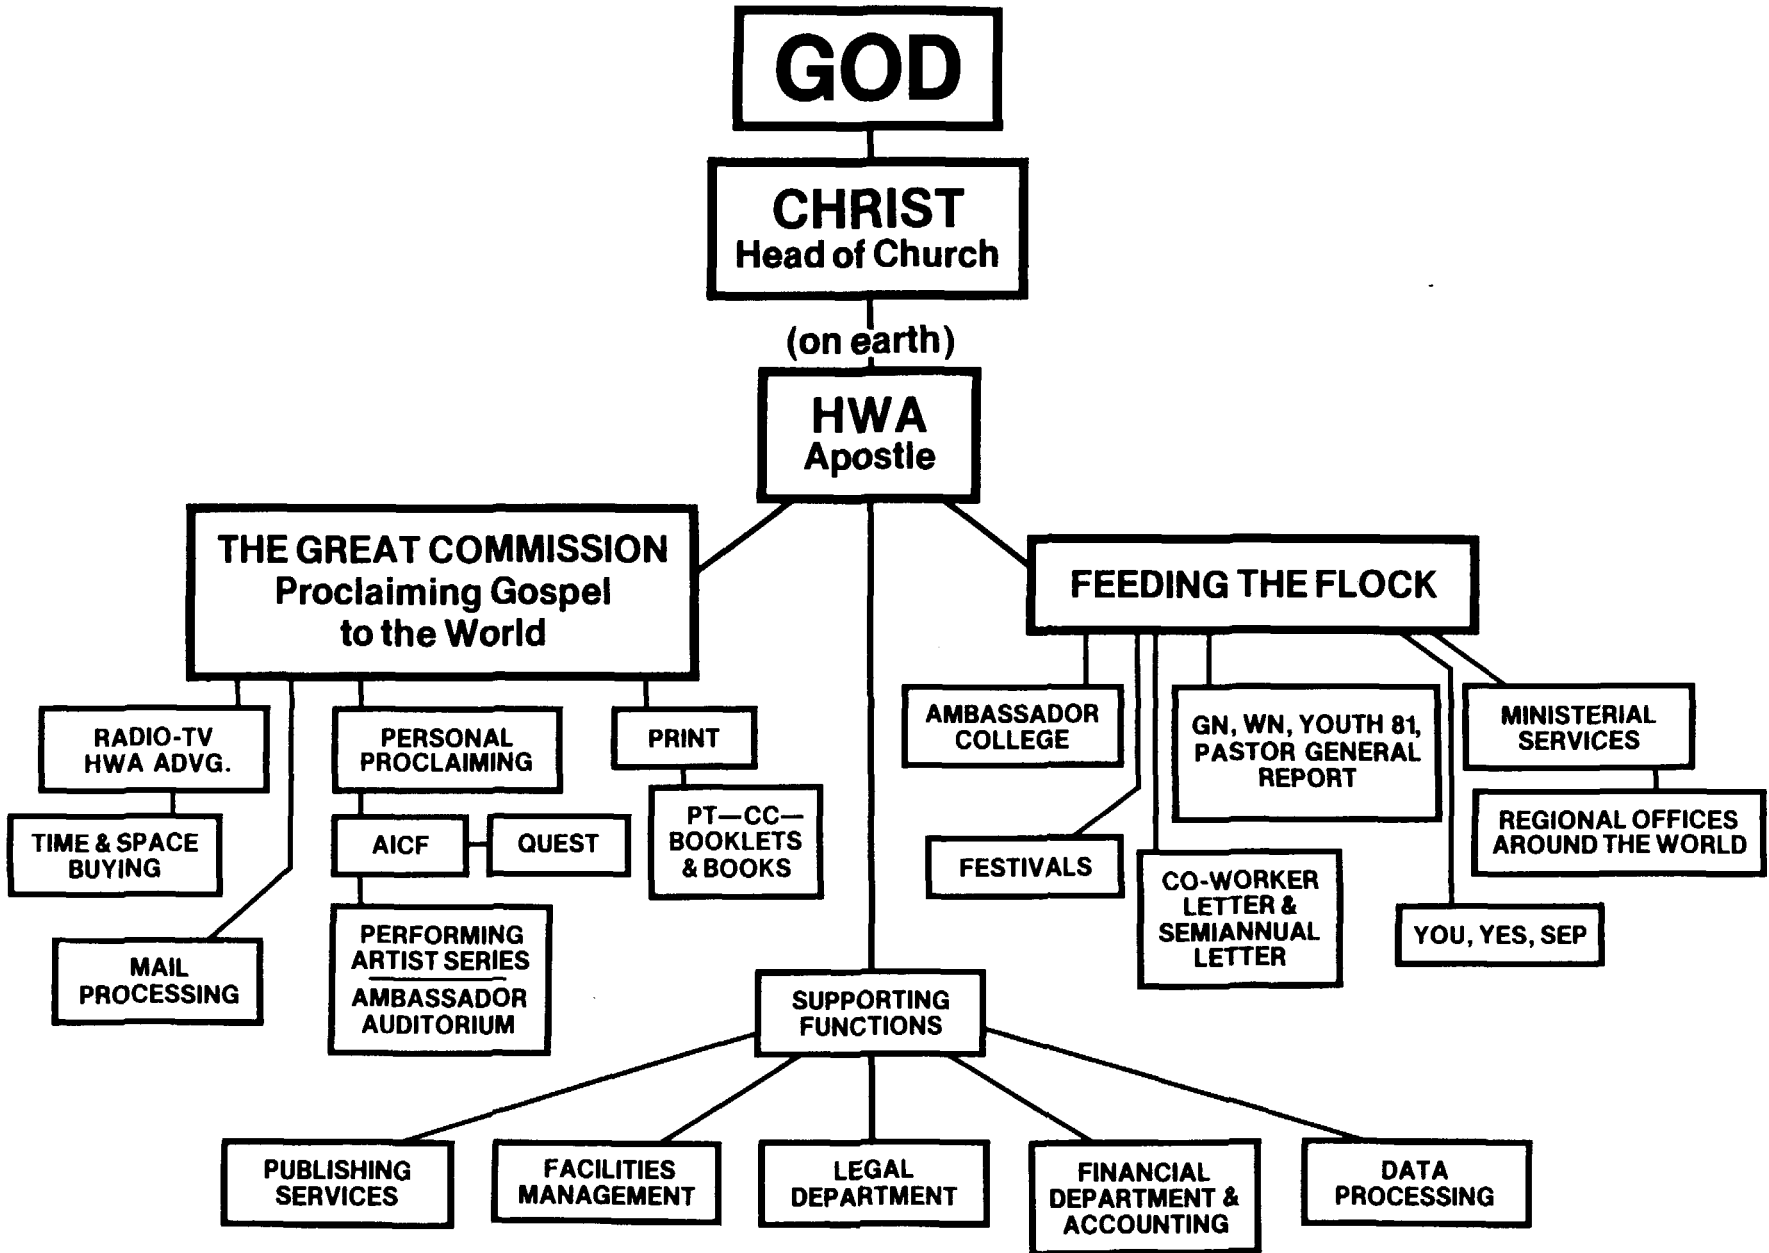 GOD
CHRIST
Head of Church
(on earth)
HWA
Apostle
THE GREAT COMMISSION
Proclaiming Gospel
to the World
FEEDING THE FLOCK
RADIO-TV
HWA ADVG.
TIME & SPACE
BUYING
MAIL
PROCESSING
PERSONAL
PROCLAIMING
AICF
QUEST
PERFORMING
ARTIST SERIES
AMBASSADOR
AUDITORIUM
PRINT
PT—CC—
BOOKLETS
& BOOKS
AMBASSADOR
COLLEGE
FESTIVALS
GN, WN, YOUTH 81,
PASTOR GENERAL
REPORT
CO-WORKER
LETTER &
SEMIANNUAL
LETTER
MINISTERIAL
SERVICES
REGIONAL OFFICES
AROUND THE WORLD
YOU, YES, SEP
SUPPORTING
FUNCTIONS
PUBLISHING
SERVICES
FACILITIES
MANAGEMENT
LEGAL
DEPARTMENT
FINANCIAL
DEPARTMENT &
ACCOUNTING
DATA
PROCESSING